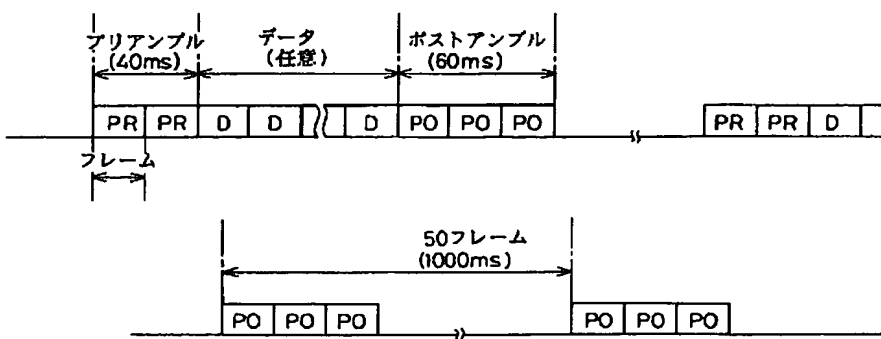 プリアンブル データ ポストアンブル
(40ms) (任意) (60ms)
PR PR D D D PO PO PO PR PR D
フレーム
50フレーム
(1000ms)
PO PO PO PO PO PO